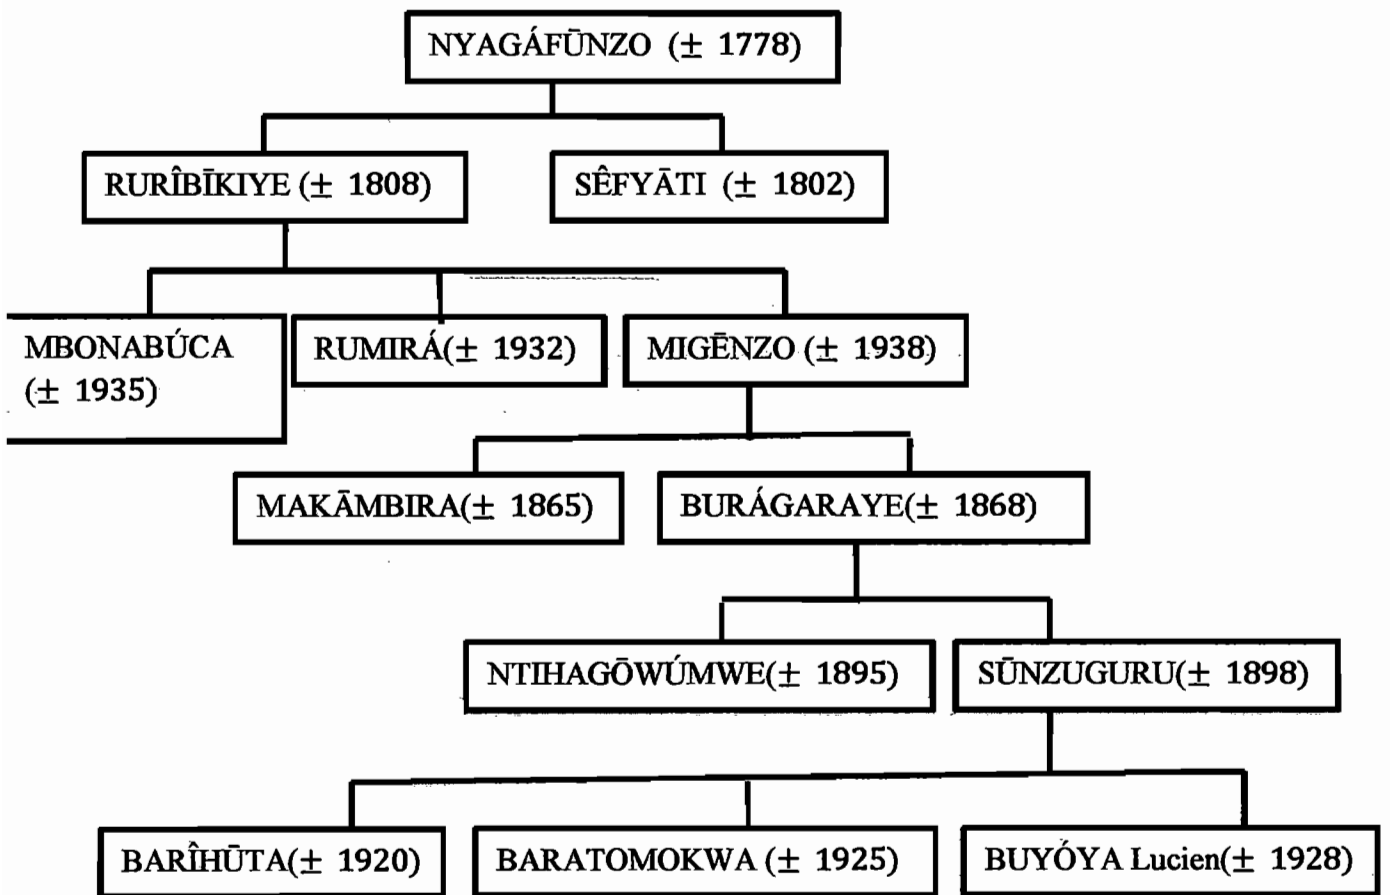 NYAGÁFŪNZO (± 1778)
RURÎBĪKIYE (± 1808)
SÊFYĀTI (± 1802)
MBONABÚCA
(± 1935)
RUMIRÁ(± 1932)
MIGĒNZO (± 1938)
MAKĀMBIRA(± 1865)
BURÁGARAYE(± 1868)
NTIHAGŌWÚMWE(± 1895)
SŪNZUGURU(± 1898)
BARÎHŪTA(± 1920)
BARATOMOKWA (± 1925)
BUYÓYA Lucien(± 1928)